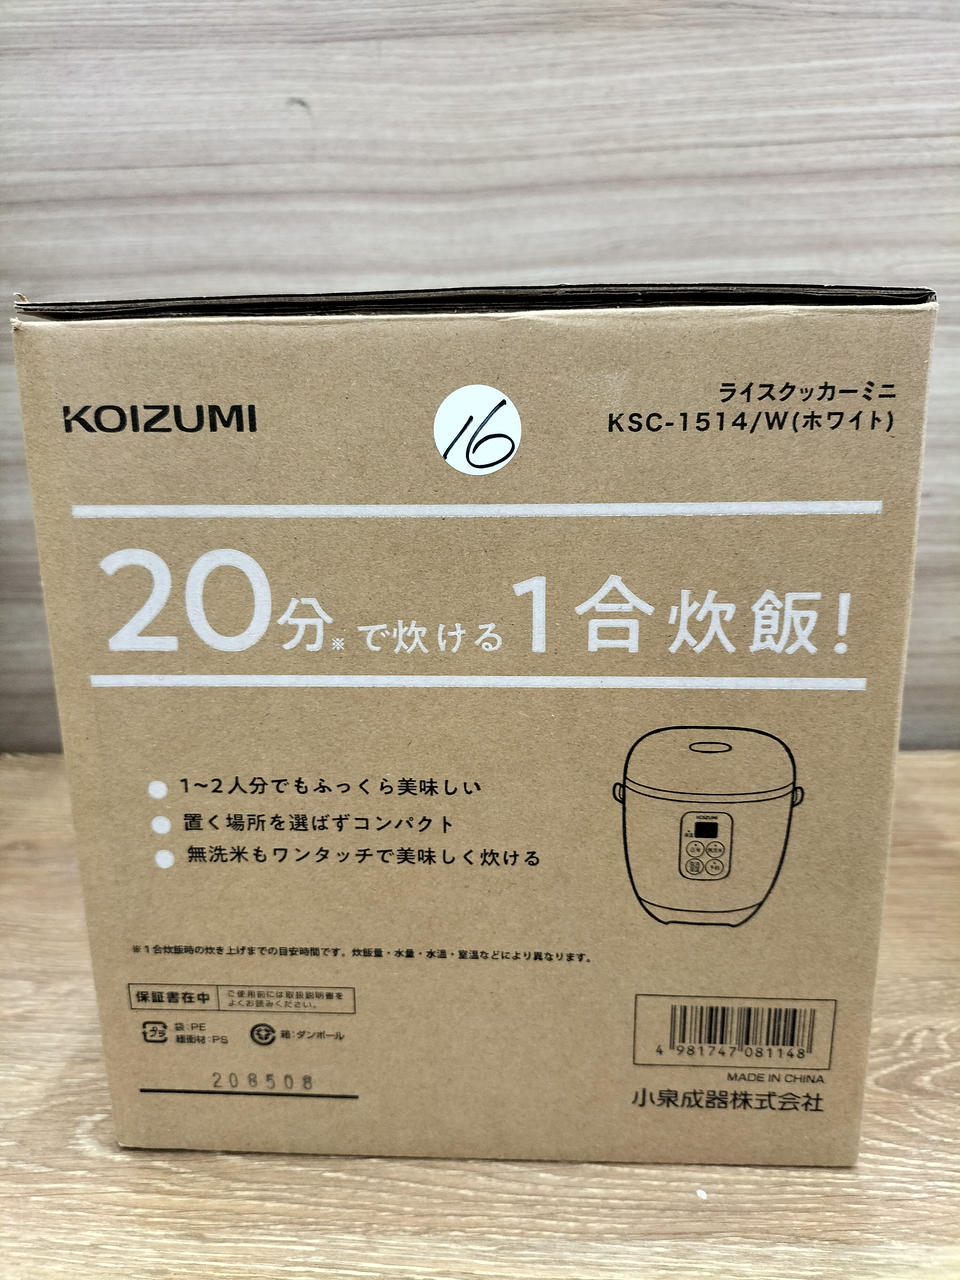 KOIZUMI
16
ライスクッカーミニ
KSC-1514/W(ホワイト)
20分※で炊ける1合炊飯!
1~2人分でもふっくら美味しい
置く場所を選ばずコンパクト
無洗米もワンタッチで美味しく炊ける
KOIZUMI
※1合炊飯時の炊き上げまでの目安時間です。炊飯量・水量・水温・室温などにより異なります。
保証書在中
ご使用前には取扱説明書を
よくお読みください。
プラ
袋:PE
緩衝材:PS
箱:ダンボール
208508
4 981747 081148
MADE IN CHINA
小泉成器株式会社